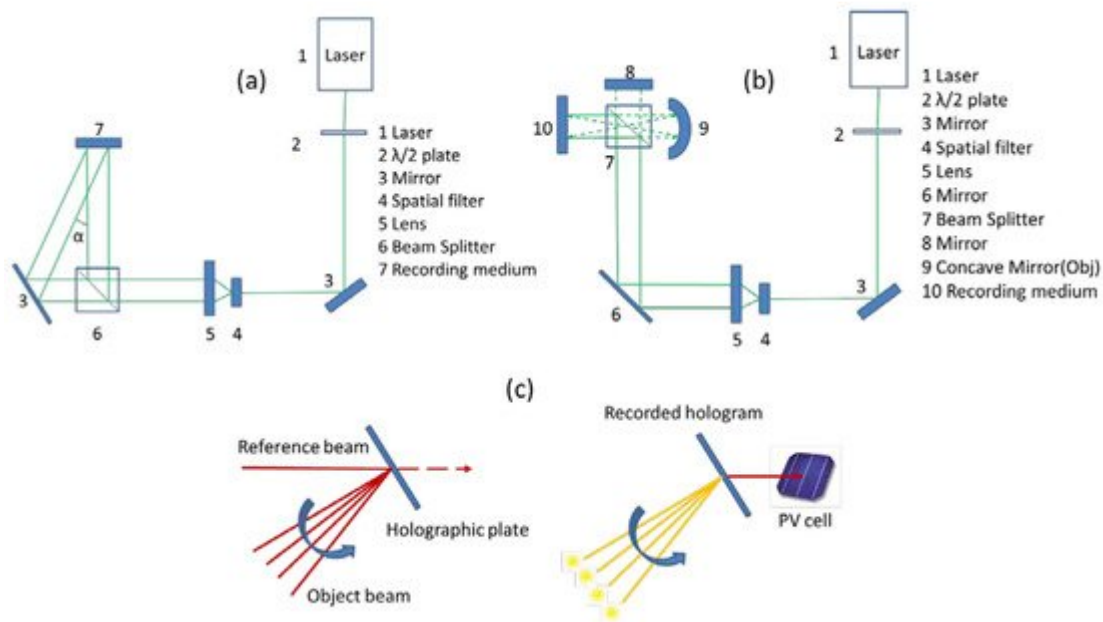 (a)
1
Laser
2
7
α
3
6
5
4
3
1 Laser
2 λ/2 plate
3 Mirror
4 Spatial filter
5 Lens
6 Beam Splitter
7 Recording medium
(b)
1
Laser
2
8
10
9
7
6
5
4
3
1 Laser
2 λ/2 plate
3 Mirror
4 Spatial filter
5 Lens
6 Mirror
7 Beam Splitter
8 Mirror
9 Concave Mirror(Obj)
10 Recording medium
(c)
Reference beam
Holographic plate
Object beam
Recorded hologram
PV cell